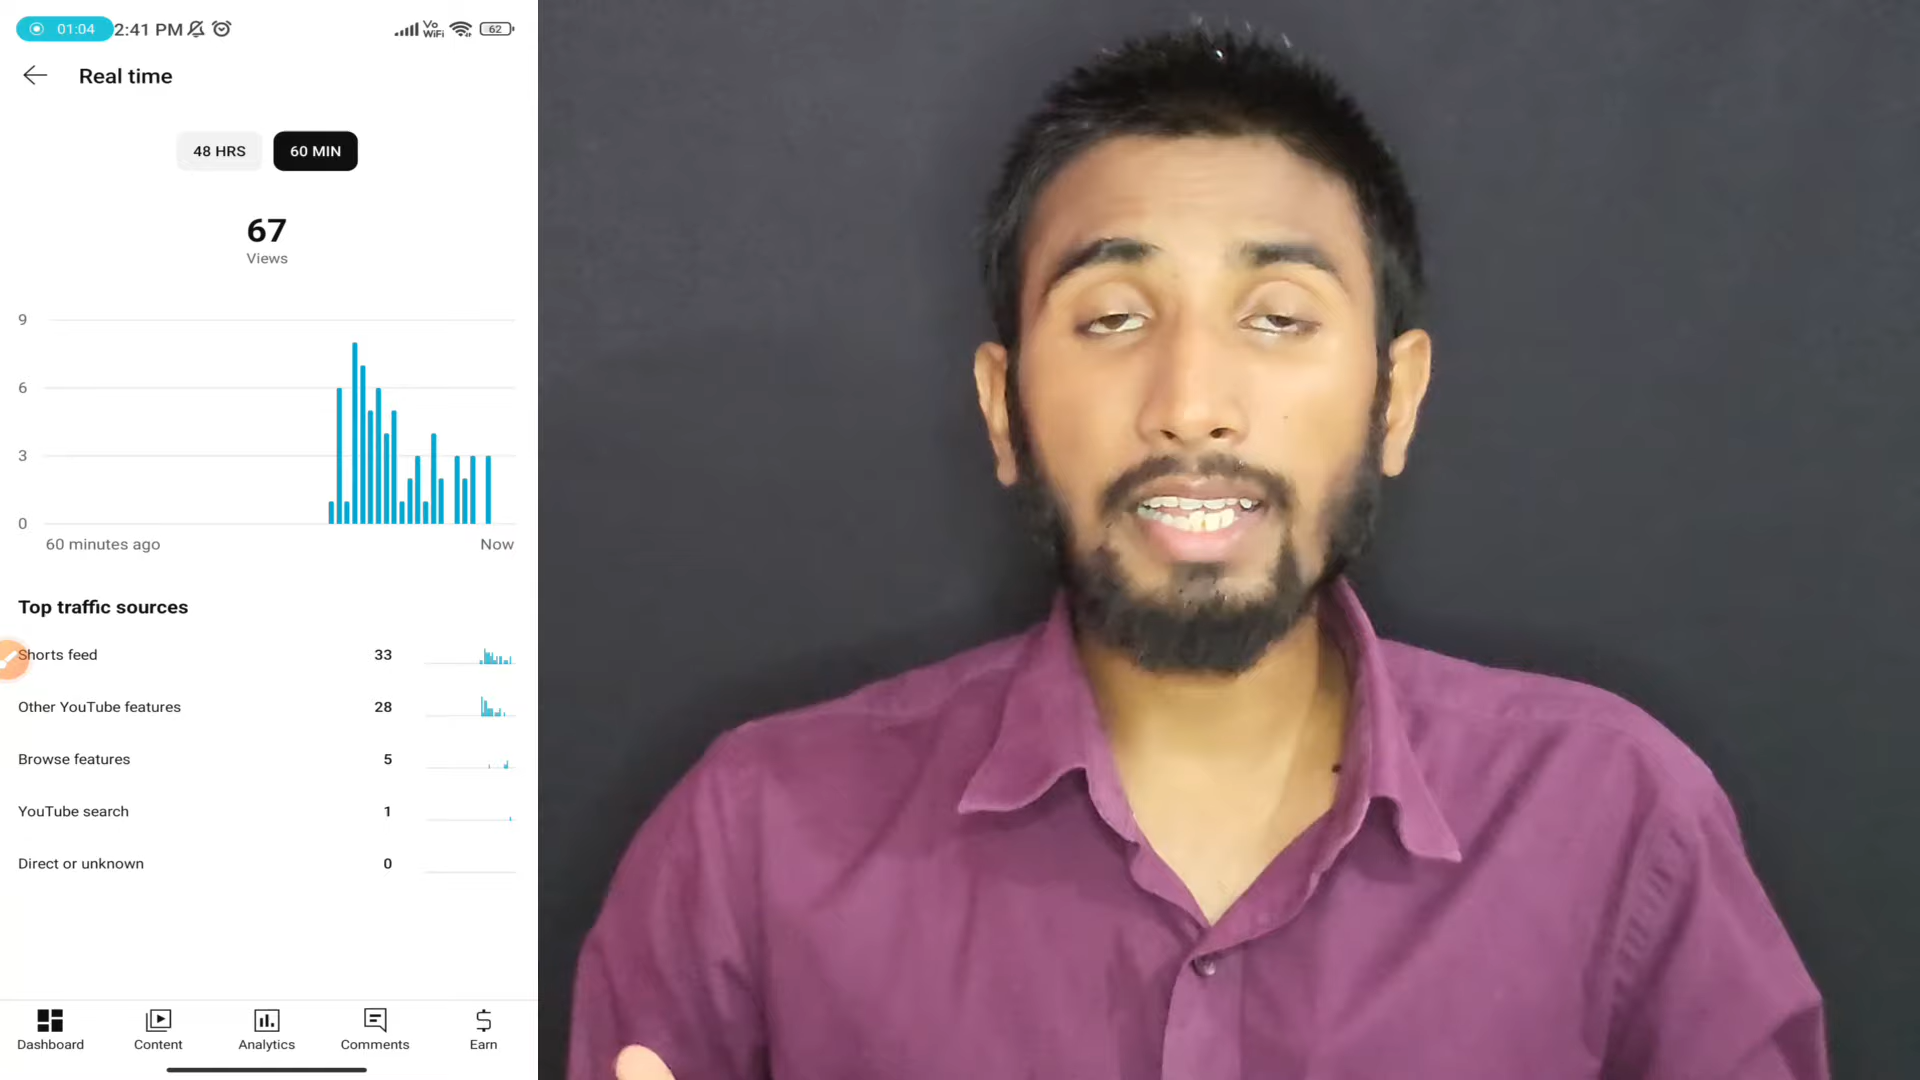 01:04 2:41 PM Vo WiFi 62
Real time
48 HRS 60 MIN
67
Views
9
6
3
0
60 minutes ago Now
Top traffic sources
Shorts feed 33
Other YouTube features 28
Browse features 5
YouTube search 1
Direct or unknown 0
Dashboard Content Analytics Comments Earn